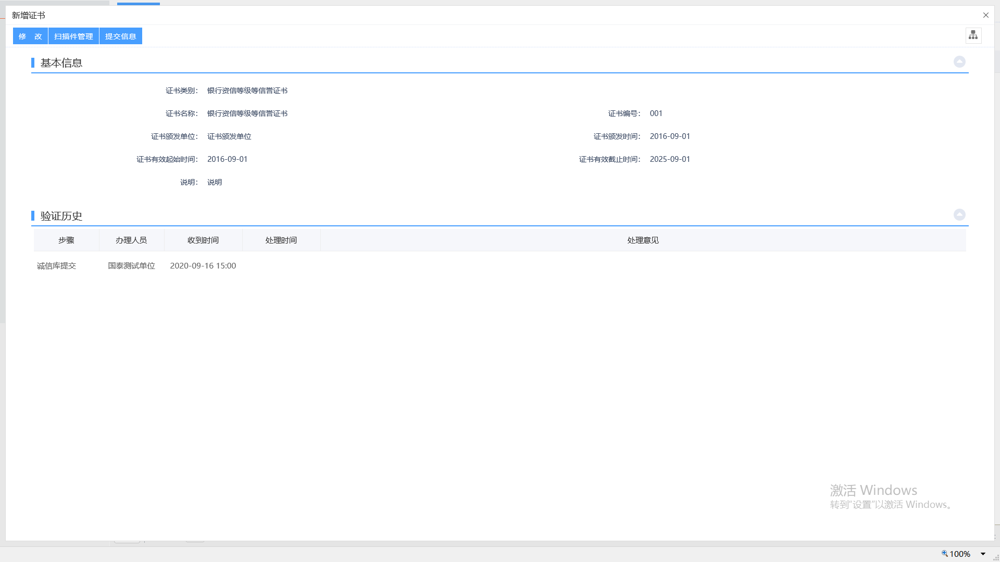 新增证书
修 改 扫描件管理 提交信息
基本信息
证书类别： 银行资信等级等信誉证书
证书名称： 银行资信等级等信誉证书 证书编号： 001
证书颁发单位： 证书颁发单位 证书颁发时间： 2016-09-01
证书有效起始时间： 2016-09-01 证书有效截止时间： 2025-09-01
说明： 说明
验证历史
步骤 办理人员 收到时间 处理时间 处理意见
诚信库提交 国泰测试单位 2020-09-16 15:00
激活 Windows
转到“设置”以激活 Windows。
100%